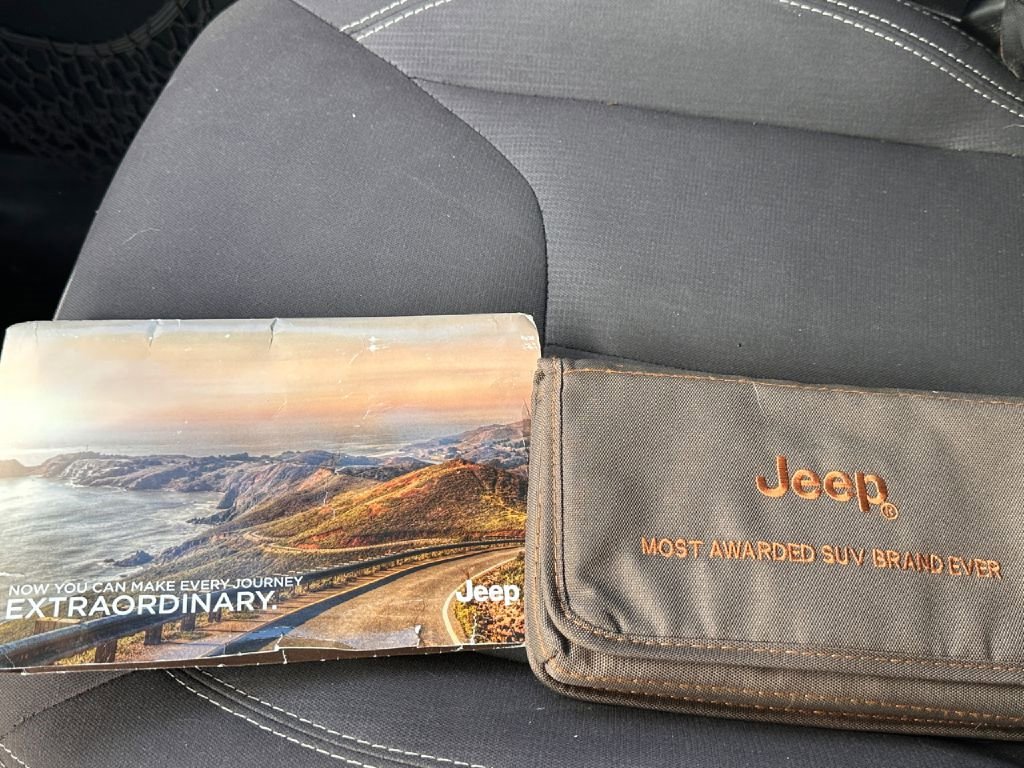 NOW YOU CAN MAKE EVERY JOURNEY
EXTRAORDINARY.
Jeep
Jeep®
MOST AWARDED SUV BRAND EVER